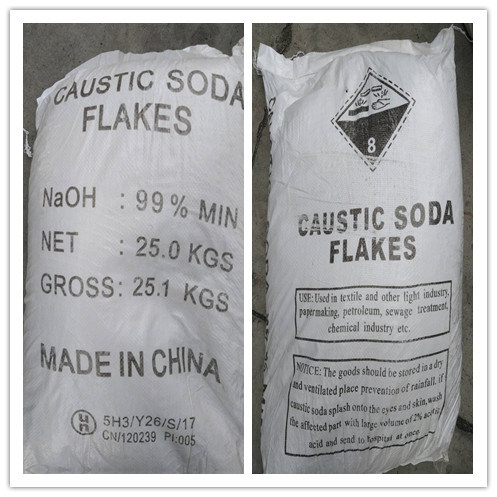 CAUSTIC SODA
FLAKES
NaOH : 99% MIN
NET : 25.0 KGS
GROSS: 25.1 KGS
MADE IN CHINA
un 5H3/Y26/S/17
CN/120239 PI:005
8
CAUSTIC SODA
FLAKES
USE: Used in textile and other light industry,
papermaking, petroleum, sewage treatment,
chemical industry etc.
NOTICE: The goods should be stored in a dry
and ventilated place prevention of rainfall, if
caustic soda splash onto the eyes and skin, wash
the affected part with large volume of 2% acetic
acid and send to hospital at once.